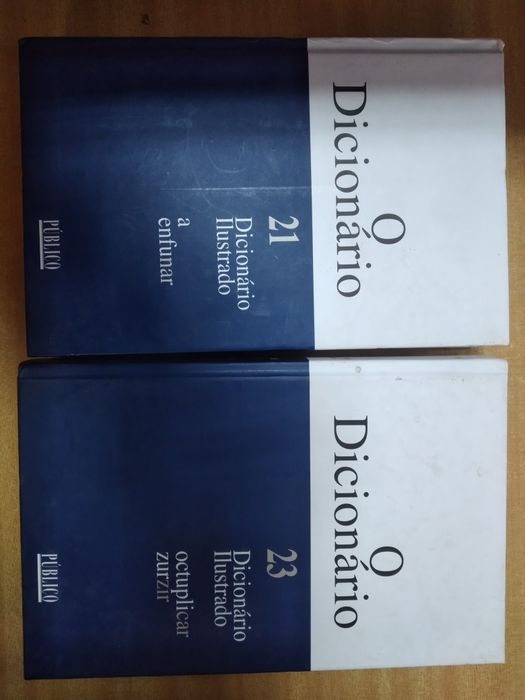 O
Dicionário
21
Dicionário
Ilustrado
a
enfunar
PÚBLICO
O
Dicionário
23
Dicionário
Ilustrado
octuplicar
zurzir
PÚBLICO